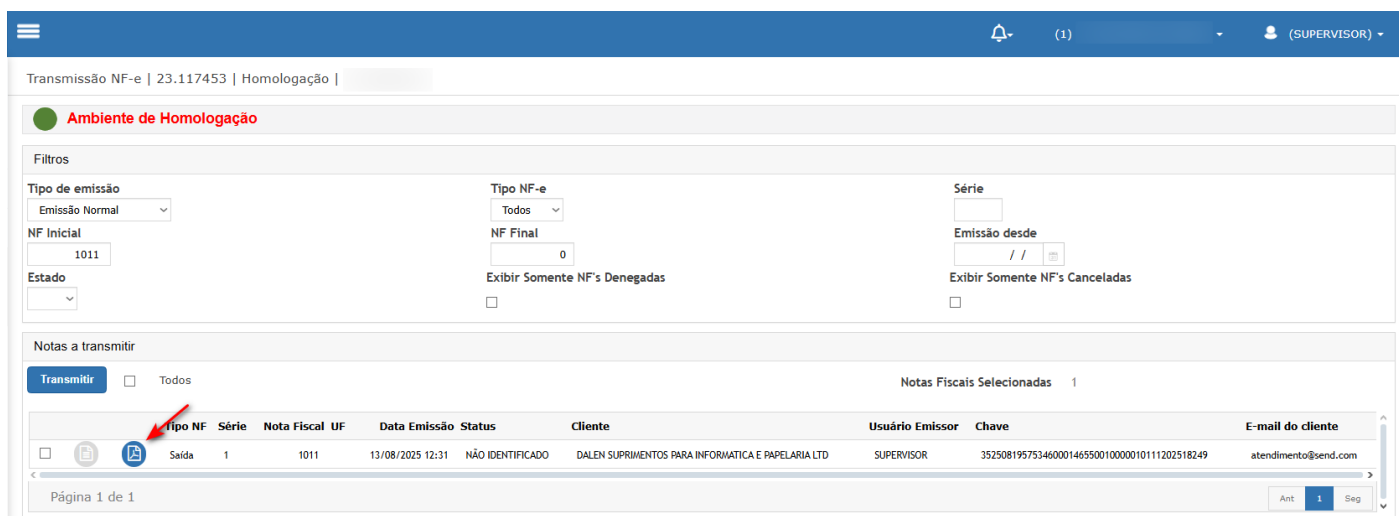 (1) (SUPERVISOR)
Transmissão NF-e | 23.117453 | Homologação |
Ambiente de Homologação
Filtros
Tipo de emissão Tipo NF-e Série
Emissão Normal Todos
NF Inicial NF Final Emissão desde
1011 0 / /
Estado Exibir Somente NF's Denegadas Exibir Somente NF's Canceladas
Notas a transmitir
Transmitir Todos Notas Fiscais Selecionadas 1
Tipo NF Série Nota Fiscal UF Data Emissão Status Cliente Usuário Emissor Chave E-mail do cliente
Saída 1 1011 13/08/2025 12:31 NÃO IDENTIFICADO DALEN SUPRIMENTOS PARA INFORMATICA E PAPELARIA LTD SUPERVISOR 35250819575346000146550010000010111202518249 atendimento@send.com
Página 1 de 1 Ant 1 Seg